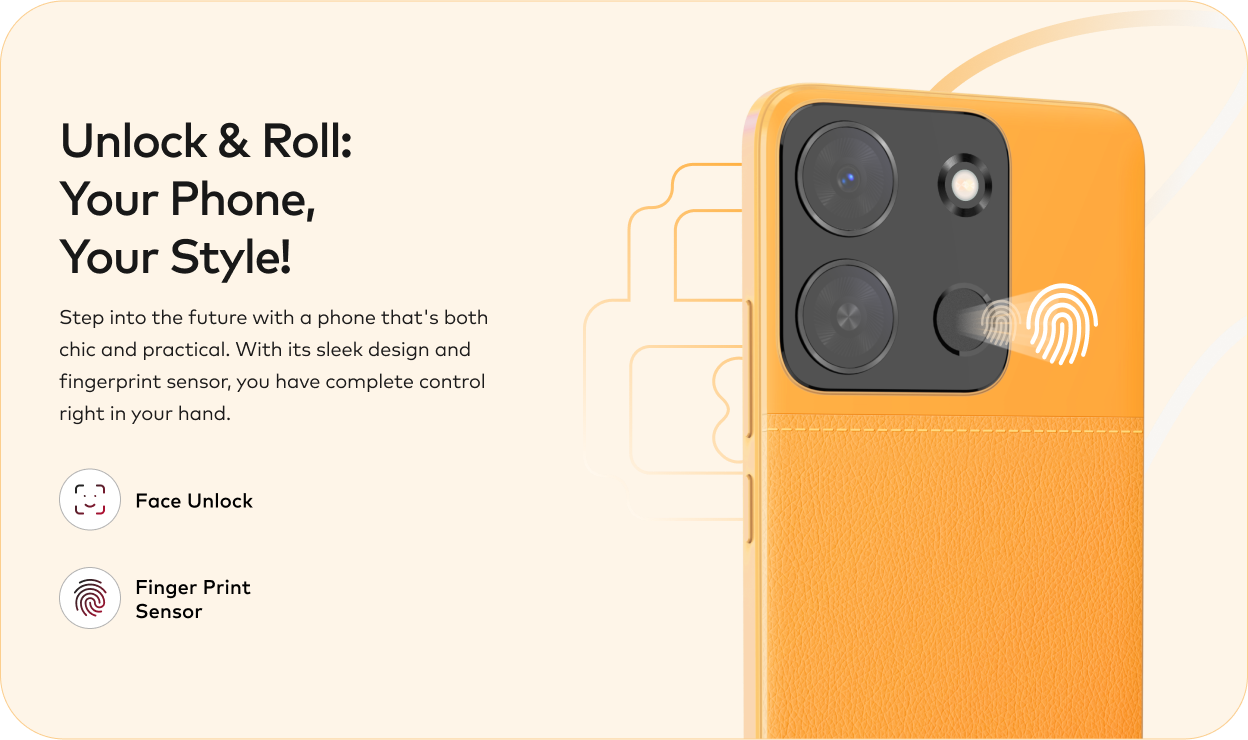 Unlock & Roll:
Your Phone,
Your Style!
Step into the future with a phone that's both
chic and practical. With its sleek design and
fingerprint sensor, you have complete control
right in your hand.
Face Unlock
Finger Print
Sensor